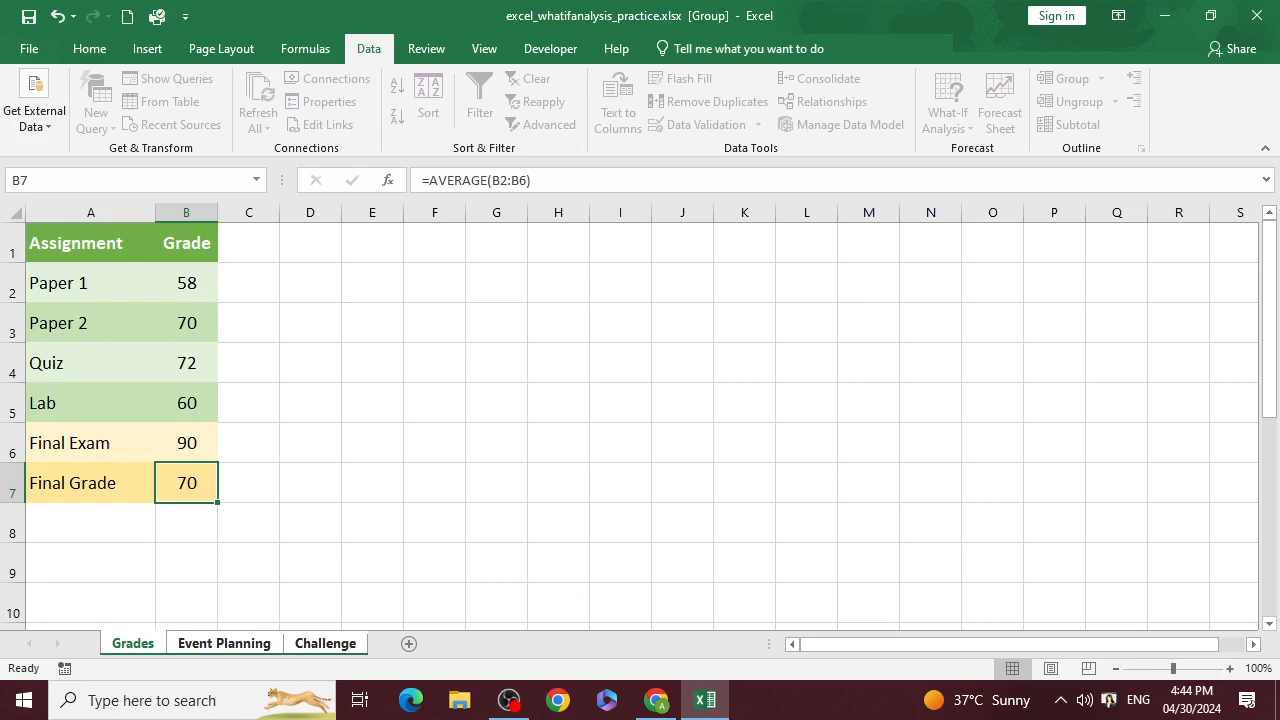 excel_whatifanalysis_practice.xlsx [Group] - Excel
Sign in
File Home Insert Page Layout Formulas Data Review View Developer Help Tell me what you want to do Share
Get External Data
New Query
Show Queries
From Table
Recent Sources
Get & Transform
Refresh All
Connections
Properties
Edit Links
Connections
Sort
Filter
Clear
Reapply
Advanced
Sort & Filter
Text to Columns
Flash Fill
Remove Duplicates
Data Validation
Consolidate
Relationships
Manage Data Model
Data Tools
What-If Analysis
Forecast Sheet
Forecast
Group
Ungroup
Subtotal
Outline
B7 fx =AVERAGE(B2:B6)
A B C D E F G H I J K L M N O P Q R S
1 Assignment Grade
2 Paper 1 58
3 Paper 2 70
4 Quiz 72
5 Lab 60
6 Final Exam 90
7 Final Grade 70
8
9
10
Grades Event Planning Challenge
Ready 100%
Type here to search
37°C Sunny
ENG
4:44 PM
04/30/2024